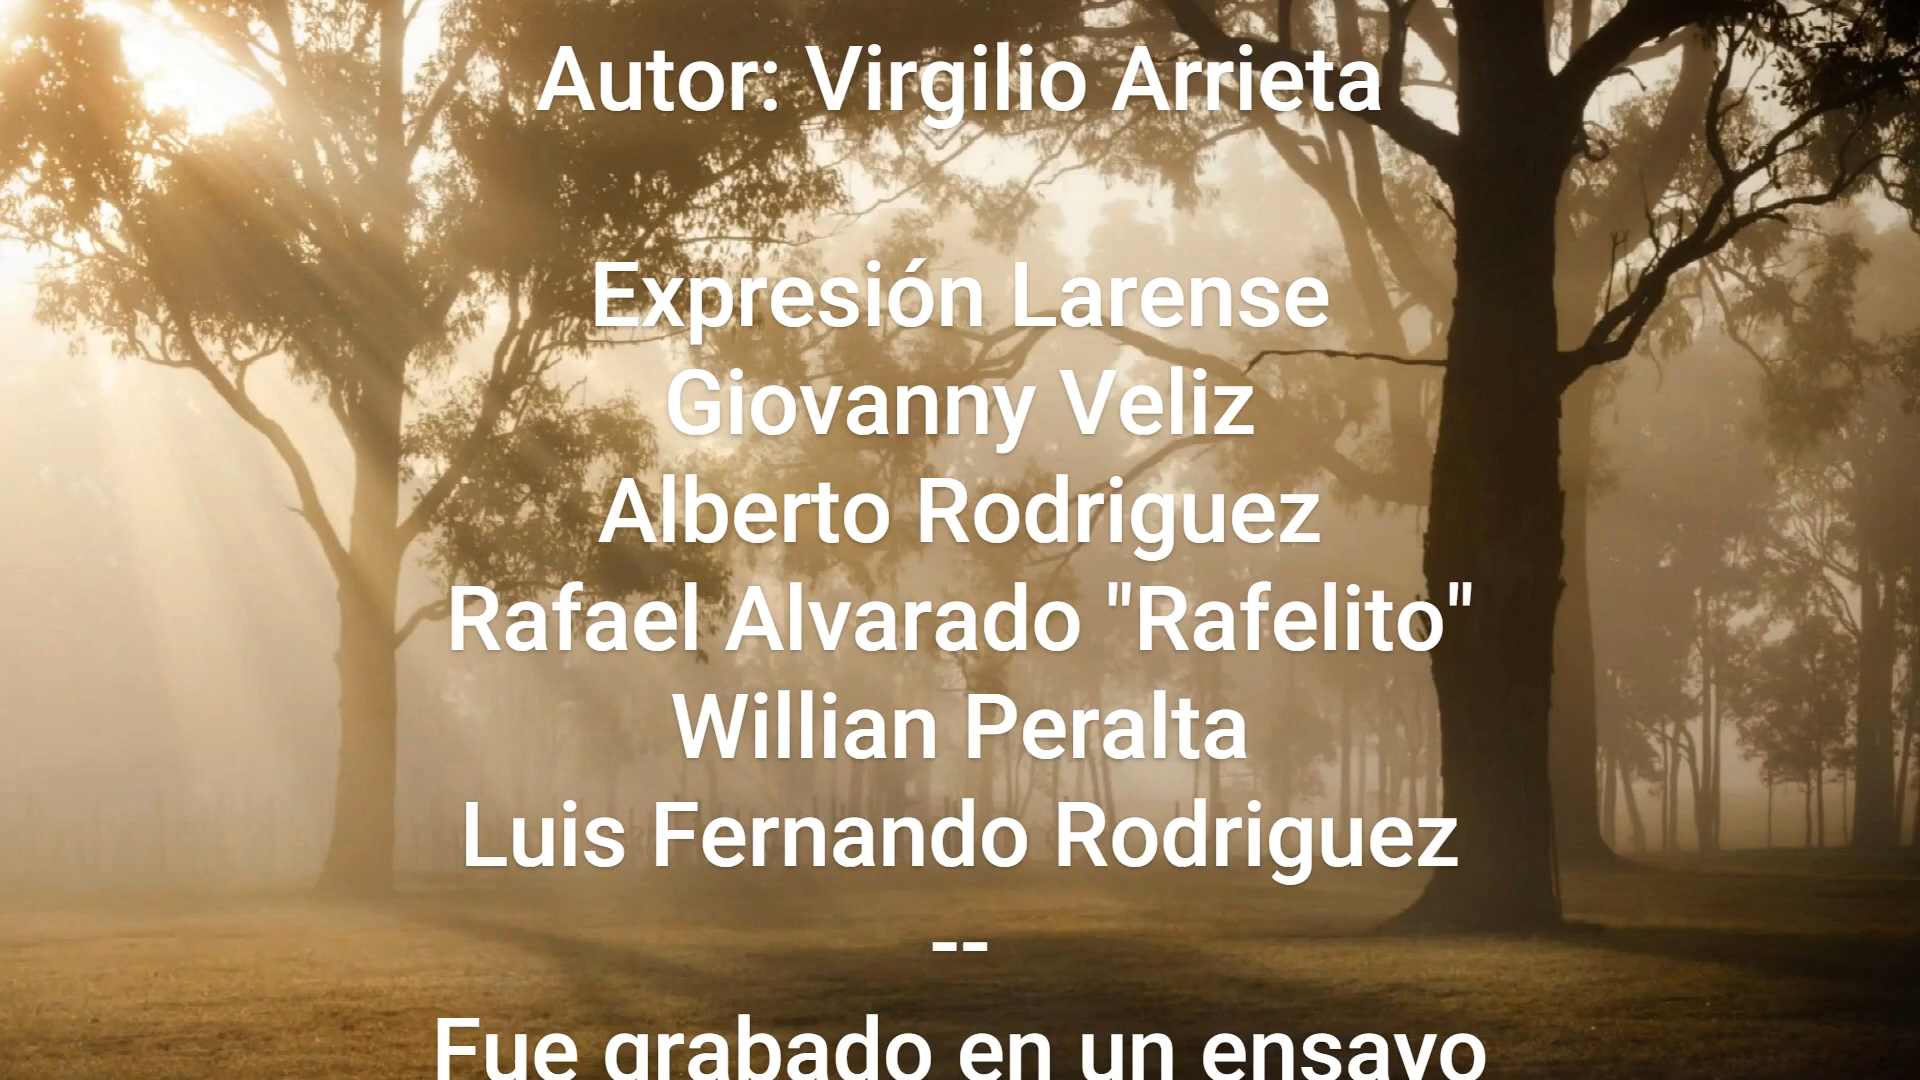 Autor: Virgilio Arrieta
Expresión Larense
Giovanny Veliz
Alberto Rodriguez
Rafael Alvarado "Rafelito"
Willian Peralta
Luis Fernando Rodriguez
--
Fue grabado en un ensayo